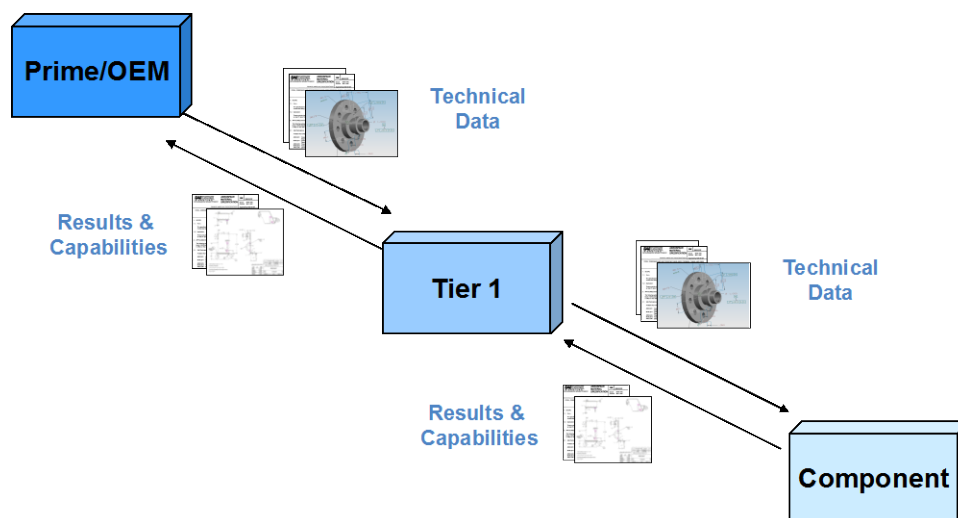 Prime/OEM
Technical
Data
Results &
Capabilities
Tier 1
Technical
Data
Results &
Capabilities
Component